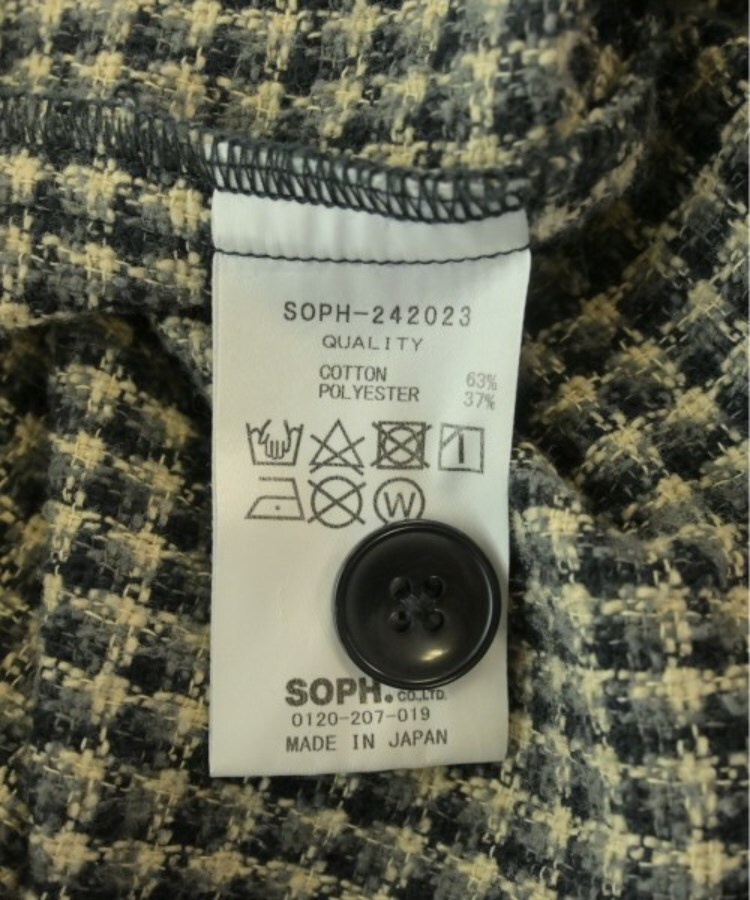 SOPH-242023
QUALITY
COTTON 63%
POLYESTER 37%
W
SOPH. CO.,LTD.
0120-207-019
MADE IN JAPAN